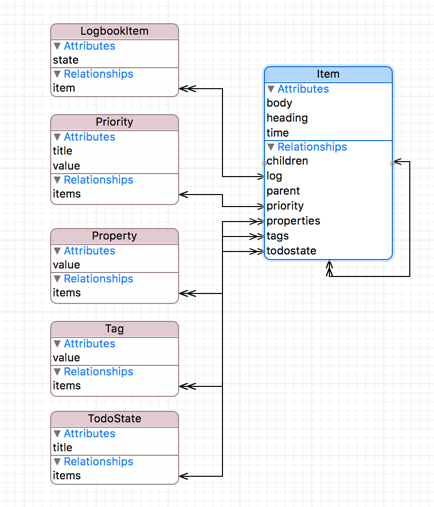 LogbookItem
▼ Attributes
state
▼ Relationships
item
Priority
▼ Attributes
title
value
▼ Relationships
items
Property
▼ Attributes
value
▼ Relationships
items
Tag
▼ Attributes
value
▼ Relationships
items
TodoState
▼ Attributes
title
▼ Relationships
items
Item
▼ Attributes
body
heading
time
▼ Relationships
children
log
parent
priority
properties
tags
todostate